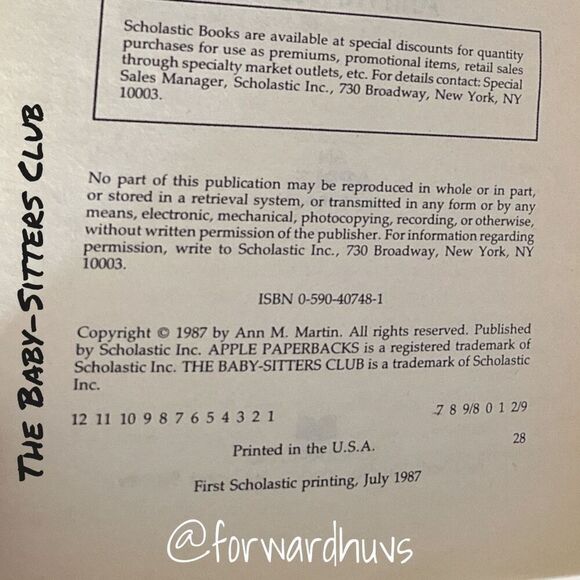 Scholastic Books are available at special discounts for quantity
purchases for use as premiums, promotional items, retail sales
through specialty market outlets, etc. For details contact: Special
Sales Manager, Scholastic Inc., 730 Broadway, New York, NY
10003.
No part of this publication may be reproduced in whole or in part,
or stored in a retrieval system, or transmitted in any form or by any
means, electronic, mechanical, photocopying, recording, or otherwise,
without written permission of the publisher. For information regarding
permission, write to Scholastic Inc., 730 Broadway, New York, NY
10003.
ISBN 0-590-40748-1
Copyright © 1987 by Ann M. Martin. All rights reserved. Published
by Scholastic Inc. APPLE PAPERBACKS is a registered trademark of
Scholastic Inc. THE BABY-SITTERS CLUB is a trademark of Scholastic
Inc.
12 11 10 9 8 7 6 5 4 3 2 1 7 8 9/8 0 1 2/9
Printed in the U.S.A. 28
First Scholastic printing, July 1987
THE BABY-SITTERS CLUB
@forwardhuvs